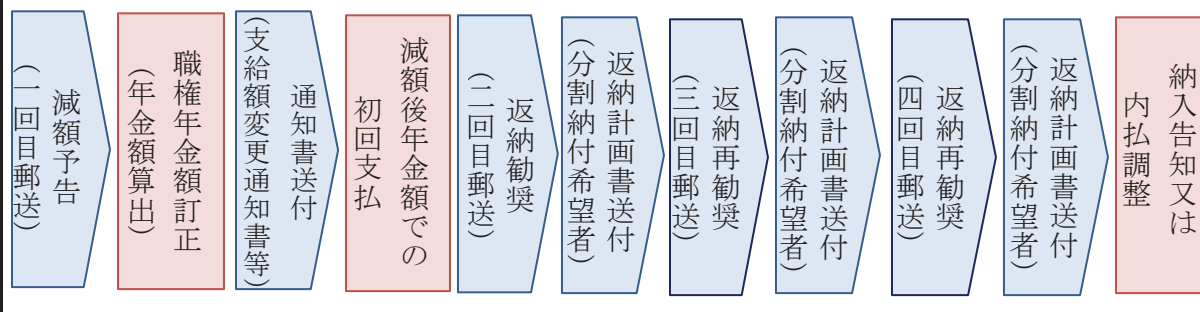 減額予告
(一回目郵送)
職権年金額訂正
(年金額算出)
通知書送付
(支給額変更通知書等)
減額後年金額での
初回支払
返納勧奨
(二回目郵送)
返納計画書送付
(分割納付希望者)
返納再勧奨
(三回目郵送)
返納計画書送付
(分割納付希望者)
返納再勧奨
(四回目郵送)
返納計画書送付
(分割納付希望者)
納入告知又は
内払調整